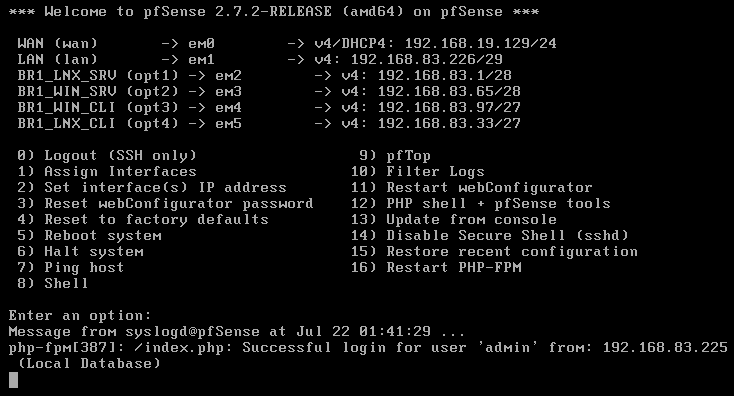 *** Welcome to pfSense 2.7.2-RELEASE (amd64) on pfSense ***
WAN (wan) -> em0 -> v4/DHCP4: 192.168.19.129/24
LAN (lan) -> em1 -> v4: 192.168.83.226/29
BR1_LNX_SRV (opt1) -> em2 -> v4: 192.168.83.1/28
BR1_WIN_SRV (opt2) -> em3 -> v4: 192.168.83.65/28
BR1_WIN_CLI (opt3) -> em4 -> v4: 192.168.83.97/27
BR1_LNX_CLI (opt4) -> em5 -> v4: 192.168.83.33/27
0) Logout (SSH only) 9) pfTop
1) Assign Interfaces 10) Filter Logs
2) Set interface(s) IP address 11) Restart webConfigurator
3) Reset webConfigurator password 12) PHP shell + pfSense tools
4) Reset to factory defaults 13) Update from console
5) Reboot system 14) Disable Secure Shell (sshd)
6) Halt system 15) Restore recent configuration
7) Ping host 16) Restart PHP-FPM
8) Shell
Enter an option:
Message from syslogd@pfSense at Jul 22 01:41:29 ...
php-fpm[387]: /index.php: Successful login for user 'admin' from: 192.168.83.225
(Local Database)